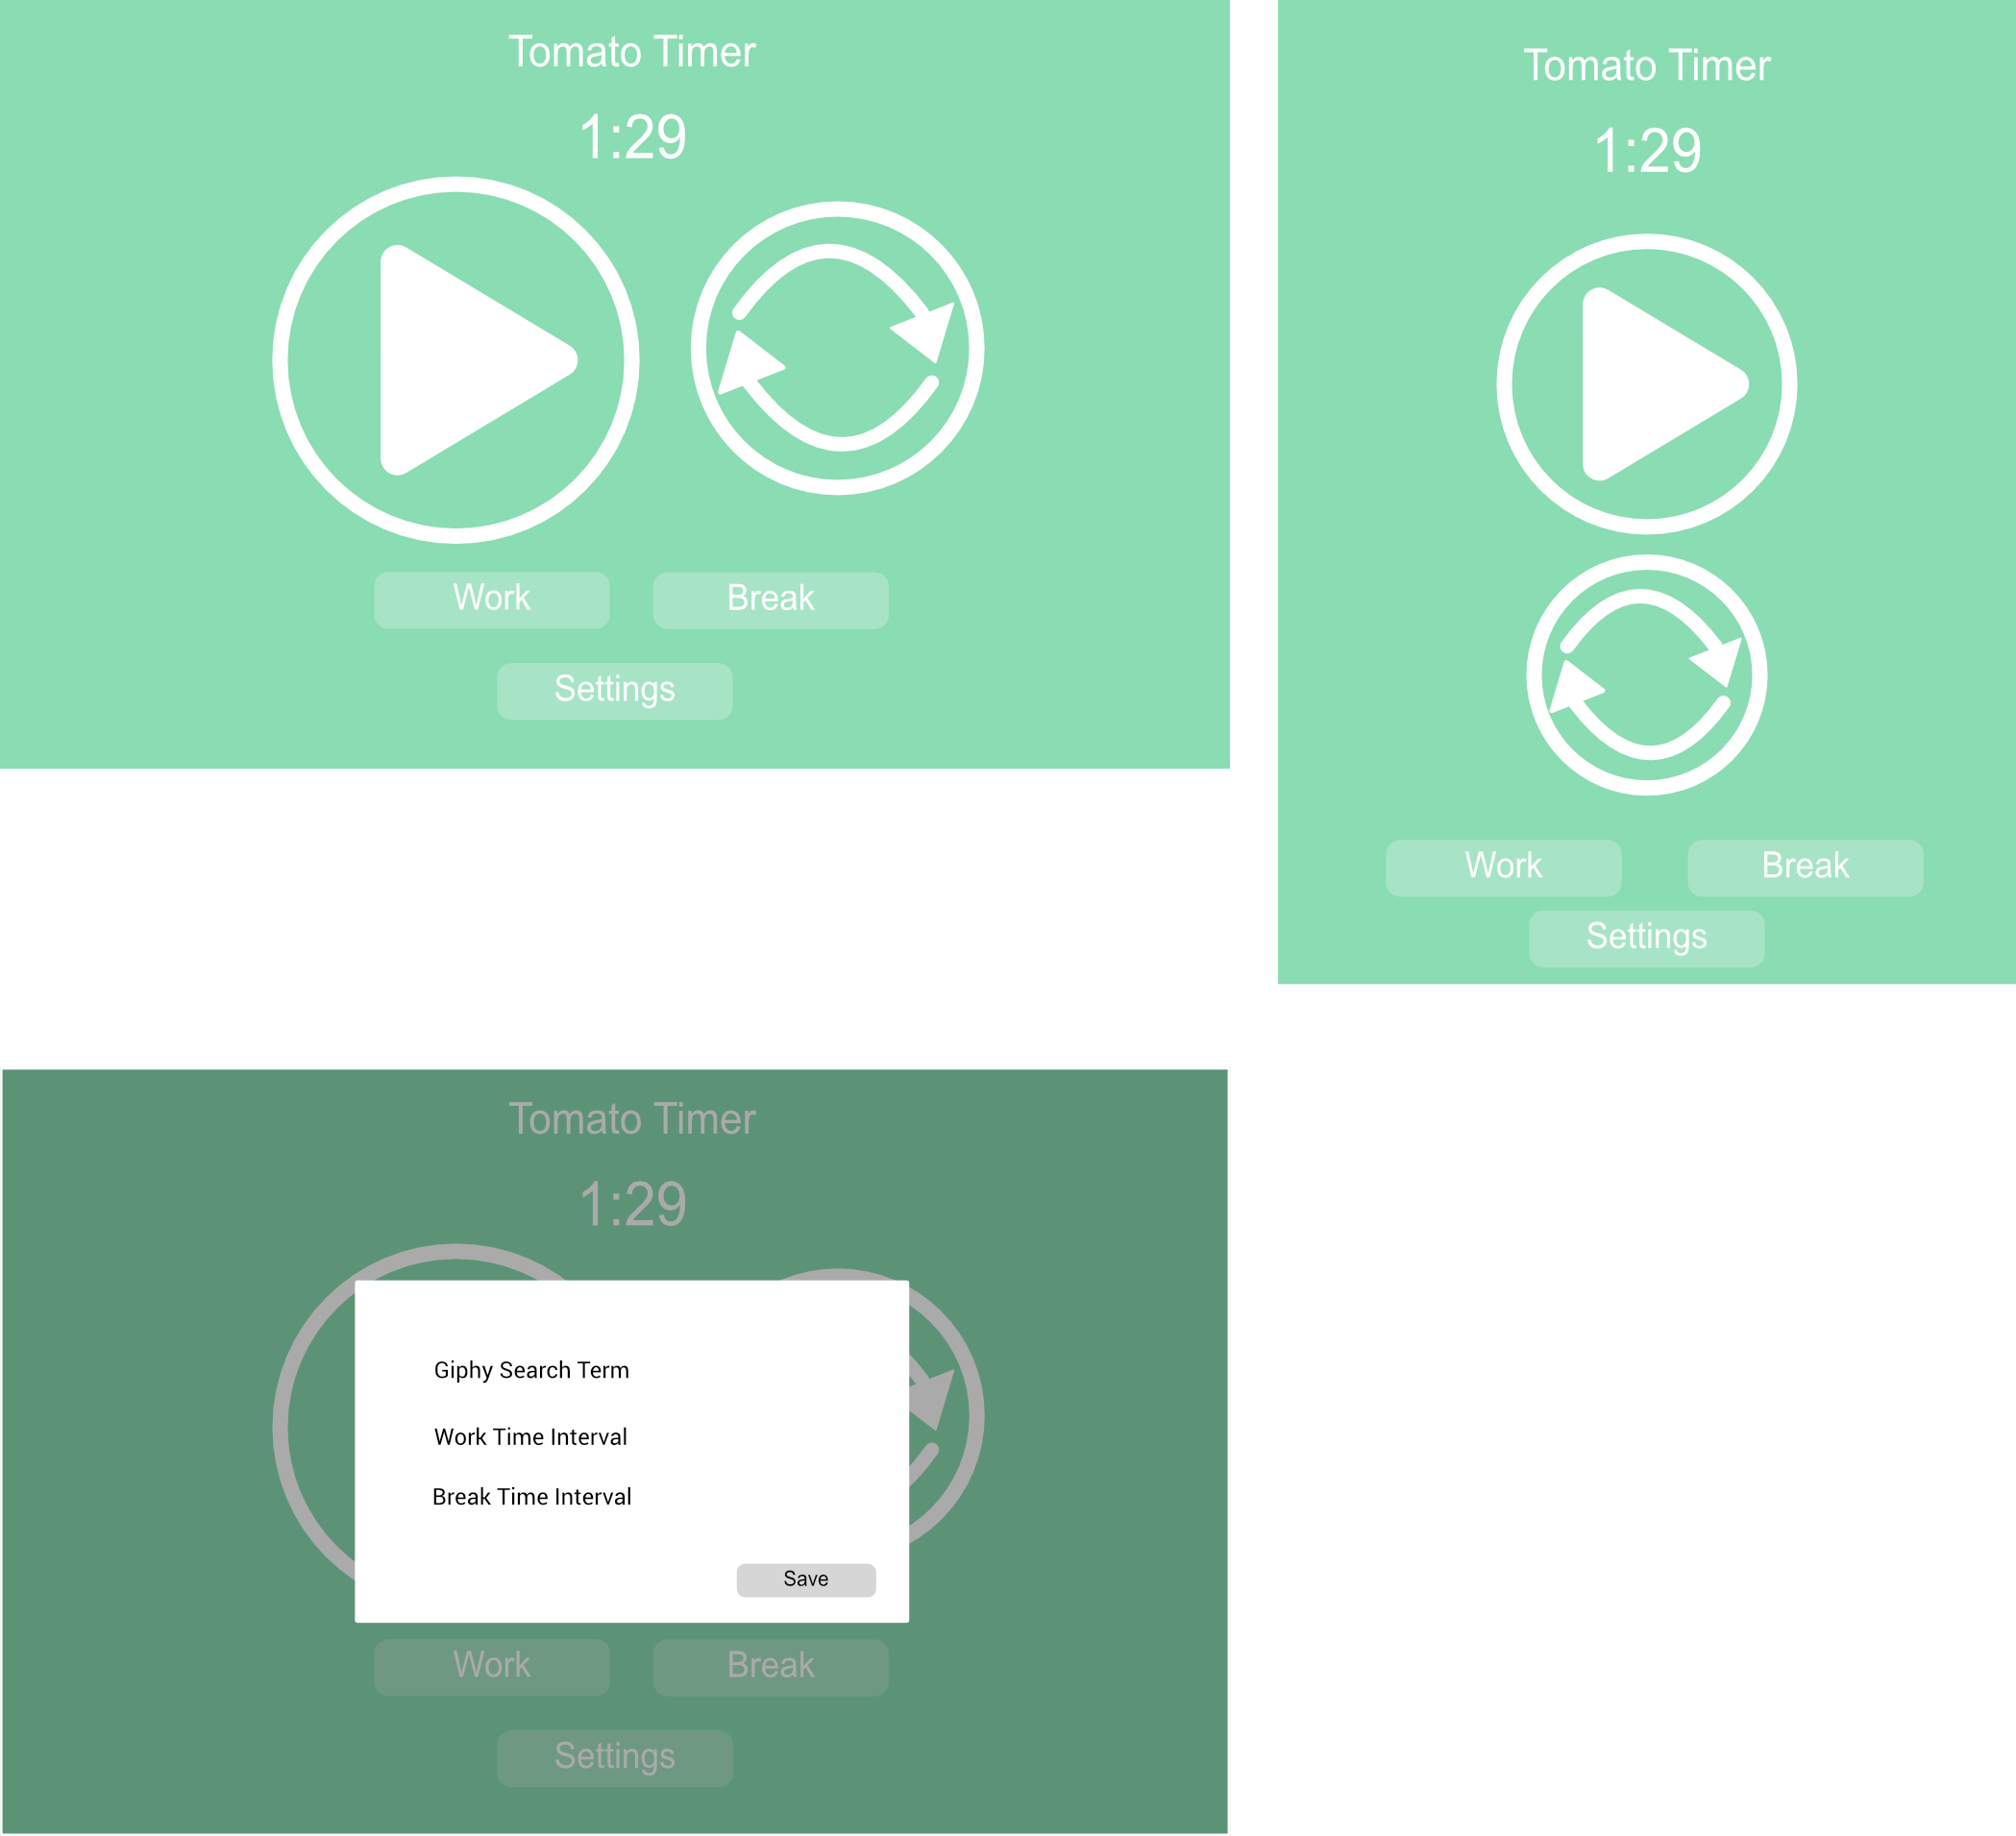 Tomato Timer
1:29
Work Break
Settings
Tomato Timer
1:29
Work Break
Settings
Tomato Timer
1:29
Giphy Search Term
Work Time Interval
Break Time Interval
Save
Work Break
Settings